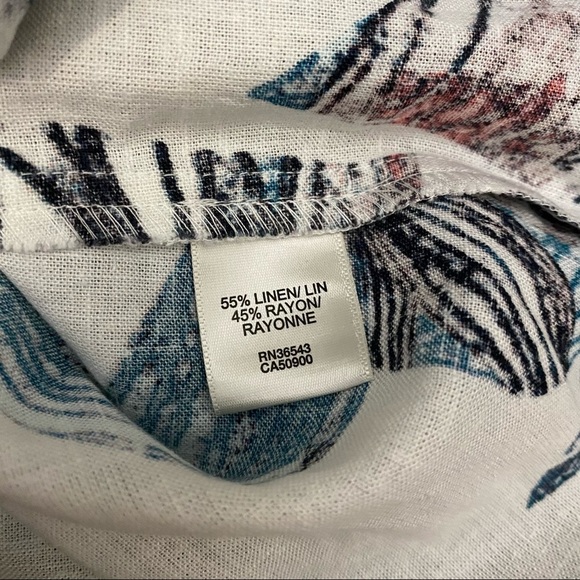 55% LINEN/ LIN
45% RAYON/
RAYONNE
RN36543
CA50900